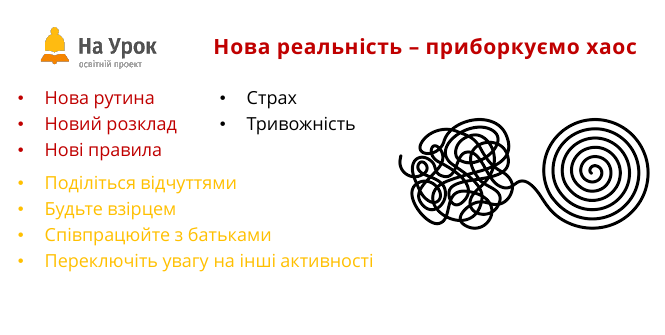 На Урок
освітній проект
Нова реальність – приборкуємо хаос
• Нова рутина
• Новий розклад
• Нові правила
• Страх
• Тривожність
• Поділіться відчуттями
• Будьте взірцем
• Співпрацюйте з батьками
• Переключіть увагу на інші активності